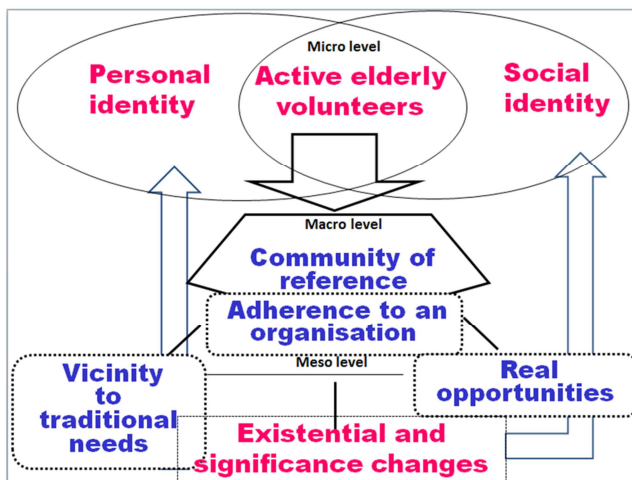 Micro level
Personal
identity
Active elderly
volunteers
Social
identity
Macro level
Community of
reference
Adherence to an
organisation
Meso level
Vicinity
to
traditional
needs
Real
opportunities
Existential and
significance changes